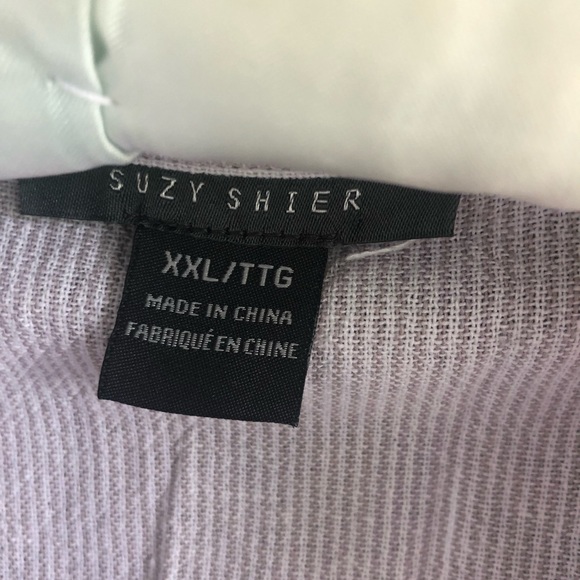 SUZY SHIER
XXL/TTG
MADE IN CHINA
FABRIQUÉ EN CHINE